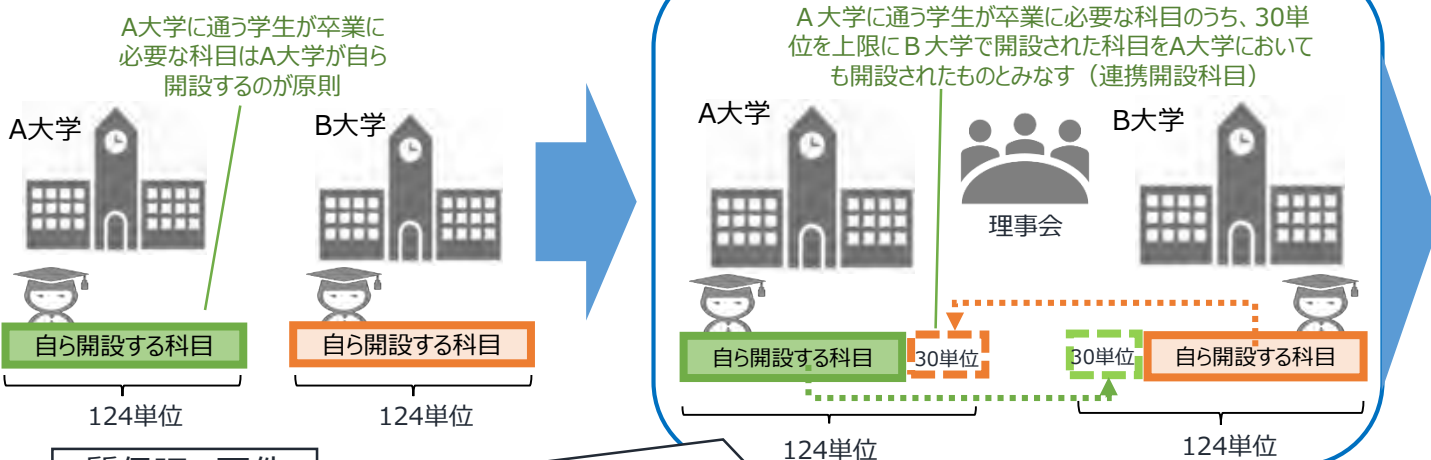 A大学に通う学生が卒業に
必要な科目はA大学が自ら
開設するのが原則
A大学
B大学
自ら開設する科目
自ら開設する科目
124単位
124単位
A大学に通う学生が卒業に必要な科目のうち、30単
位を上限にB大学で開設された科目をA大学において
も開設されたものとみなす（連携開設科目）
A大学
B大学
理事会
自ら開設する科目
30単位
30単位
自ら開設する科目
124単位
124単位